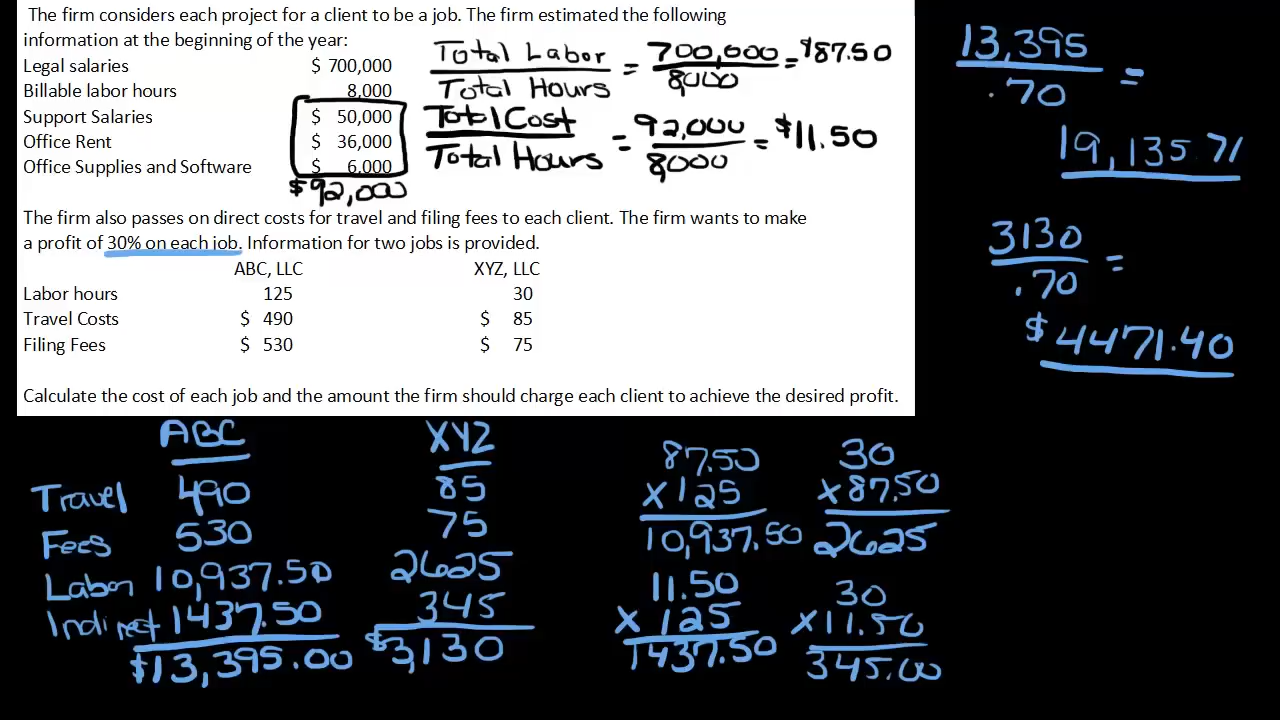 The firm considers each project for a client to be a job. The firm estimated the following
information at the beginning of the year:
Legal salaries $ 700,000
Billable labor hours 8,000
Support Salaries $ 50,000
Office Rent $ 36,000
Office Supplies and Software $ 6,000
$92,000
Total Labor
Total Hours
= 700,000
8000
= $87.50
Total Cost
Total Hours
= 92,000
8000
= $11.50
The firm also passes on direct costs for travel and filing fees to each client. The firm wants to make
a profit of 30% on each job. Information for two jobs is provided.
ABC, LLC XYZ, LLC
Labor hours 125 30
Travel Costs $ 490 $ 85
Filing Fees $ 530 $ 75
Calculate the cost of each job and the amount the firm should charge each client to achieve the desired profit.
13,395
.70 =
19,135.71
3130
.70 =
$4471.40
ABC XYZ
Travel 490 85
Fees 530 75
Labor 10,937.50 2625
Indirect 1437.50 345
$13,395.00 $3,130
87.50
x 125
10,937.50
30
x 87.50
2625
11.50
x 125
1437.50
30
x 11.50
345.00